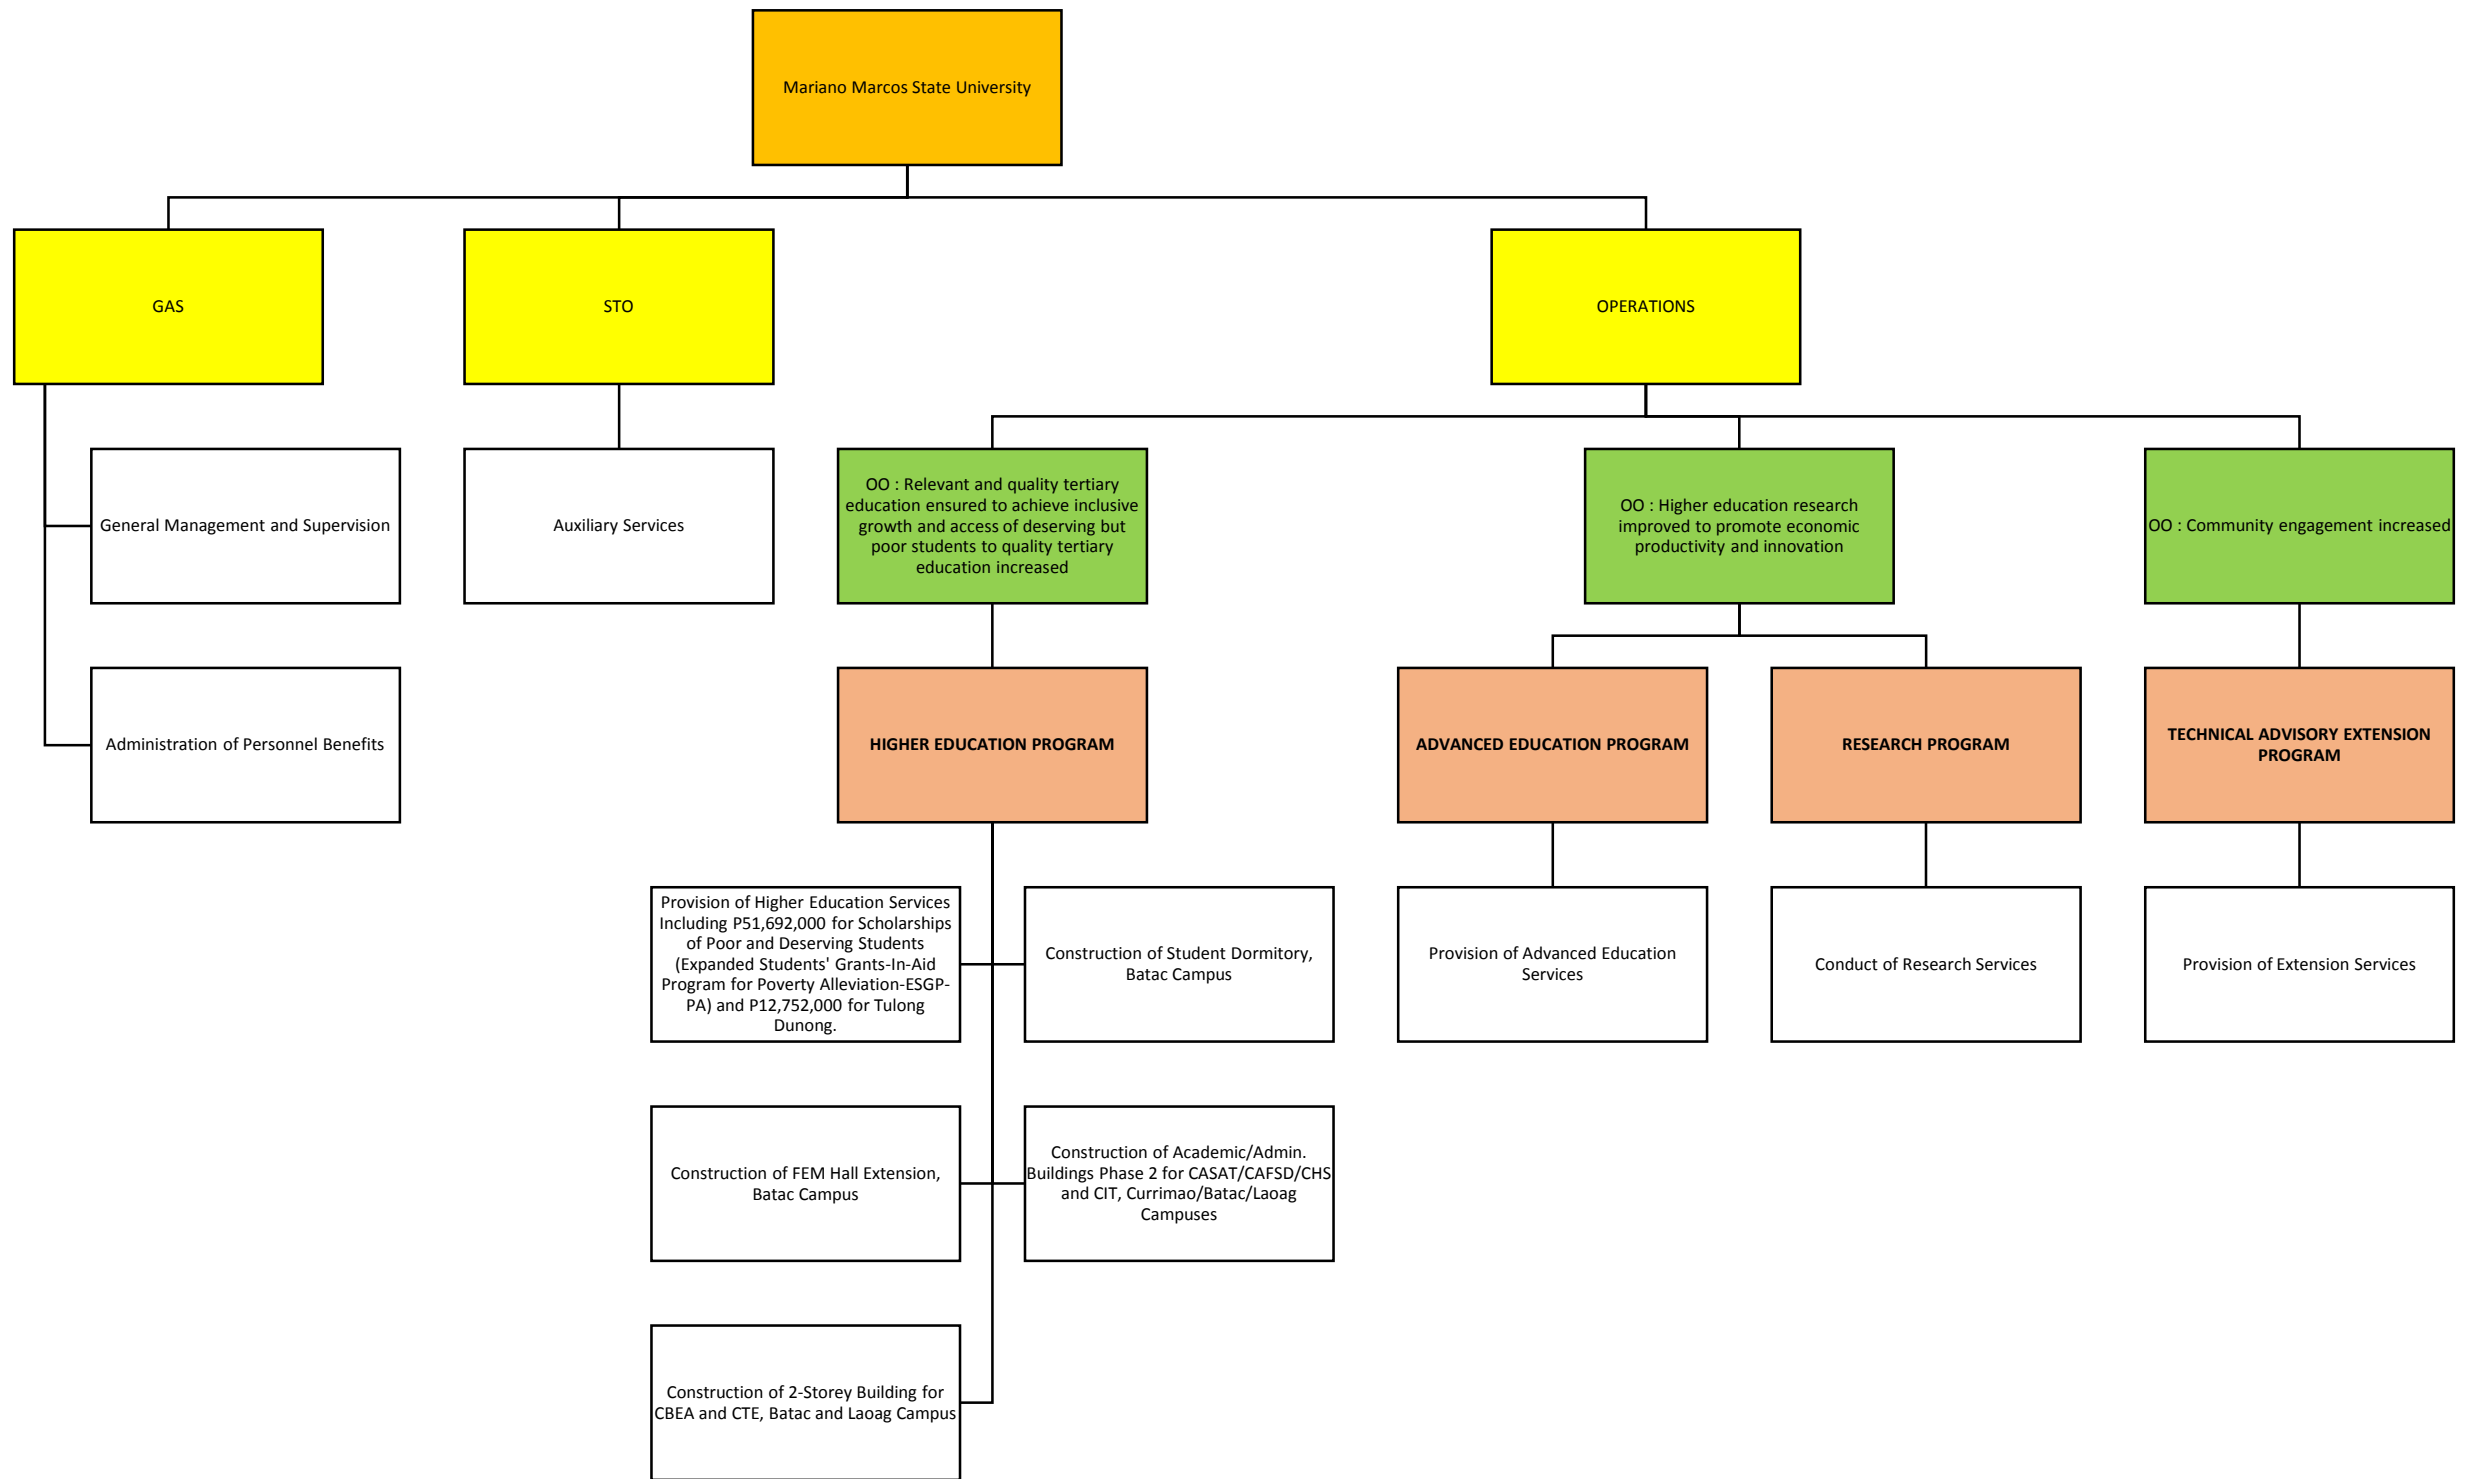 Mariano Marcos State University
GAS
STO
OPERATIONS
General Management and Supervision
Auxiliary Services
OO : Relevant and quality tertiary
education ensured to achieve inclusive
growth and access of deserving but
poor students to quality tertiary
education increased
OO : Higher education research
improved to promote economic
productivity and innovation
OO : Community engagement increased
Administration of Personnel Benefits
HIGHER EDUCATION PROGRAM
ADVANCED EDUCATION PROGRAM
RESEARCH PROGRAM
TECHNICAL ADVISORY EXTENSION
PROGRAM
Provision of Higher Education Services
Including P51,692,000 for Scholarships
of Poor and Deserving Students
(Expanded Students' Grants-In-Aid
Program for Poverty Alleviation-ESGP-
PA) and P12,752,000 for Tulong
Dunong.
Construction of Student Dormitory,
Batac Campus
Provision of Advanced Education
Services
Conduct of Research Services
Provision of Extension Services
Construction of FEM Hall Extension,
Batac Campus
Construction of Academic/Admin.
Buildings Phase 2 for CASAT/CAFSD/CHS
and CIT, Currimao/Batac/Laoag
Campuses
Construction of 2-Storey Building for
CBEA and CTE, Batac and Laoag Campus